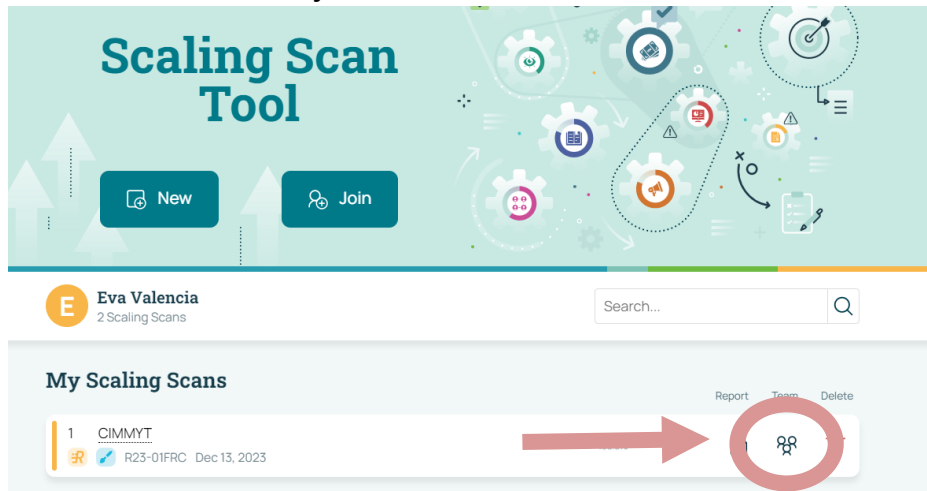 Scaling Scan
Tool
New
Join
E
Eva Valencia
2 Scaling Scans
Search...
My Scaling Scans
Report Team Delete
1 CIMMYT
R R23-01FRC Dec 13, 2023